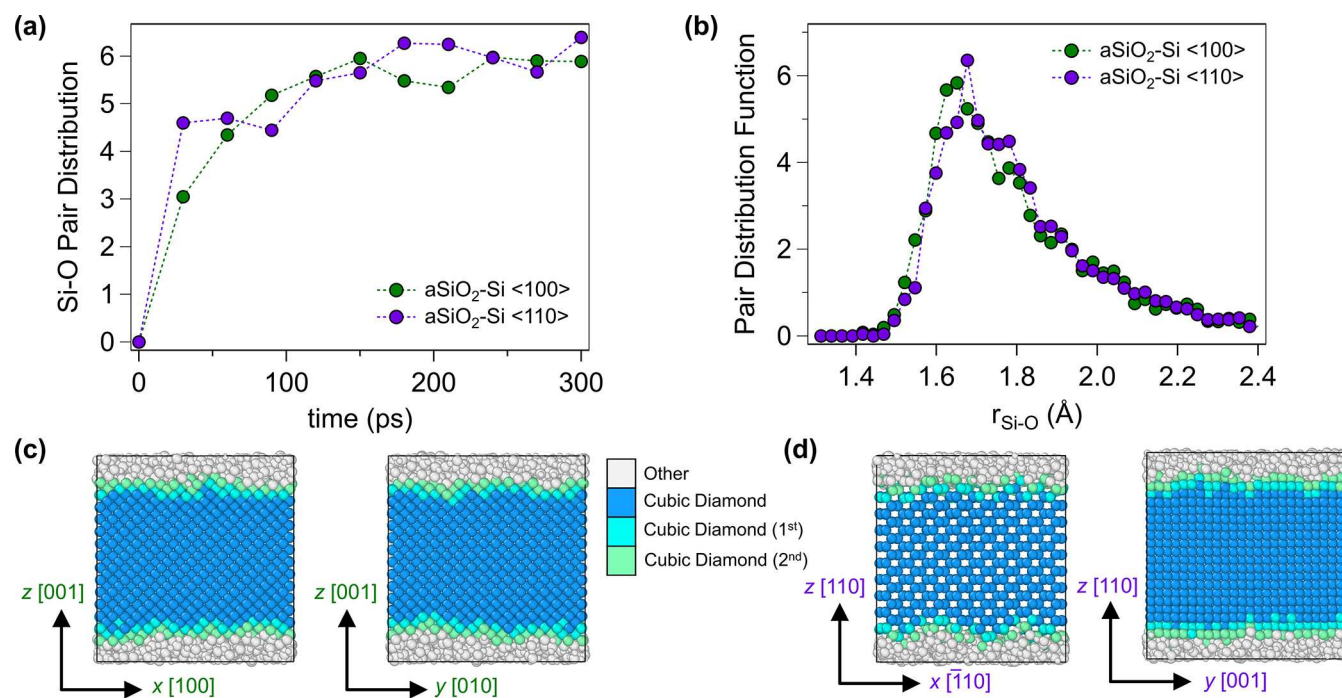 (a)
Si-O Pair Distribution
6
5
4
3
2
1
0
0
100
200
300
time (ps)
aSiO₂-Si <100>
aSiO₂-Si <110>
(b)
Pair Distribution Function
6
4
2
0
1.4
1.6
1.8
2.0
2.2
2.4
r_Si-O (Å)
aSiO₂-Si <100>
aSiO₂-Si <110>
(c)
z [001]
x [100]
z [001]
y [010]
Other
Cubic Diamond
Cubic Diamond (1ˢᵗ)
Cubic Diamond (2ⁿᵈ)
(d)
z [110]
x [1̄10]
z [110]
y [001]